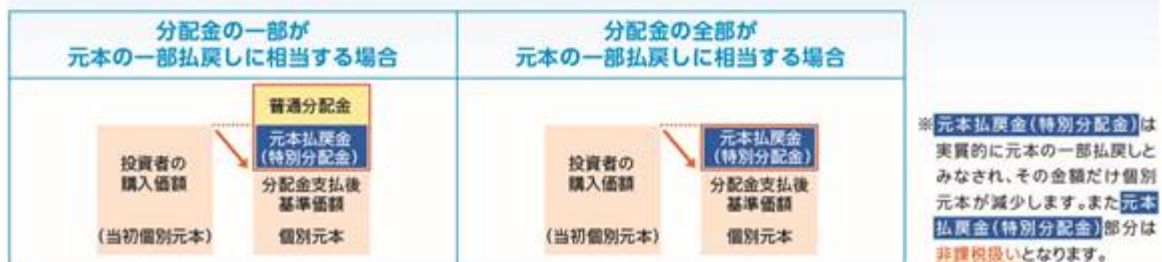 分配金の一部が
元本の一部払戻しに相当する場合
普通分配金
元本払戻金
(特別分配金)
投資者の
購入価額
(当初個別元本)
分配金支払後
基準価額
個別元本
分配金の全部が
元本の一部払戻しに相当する場合
元本払戻金
(特別分配金)
投資者の
購入価額
(当初個別元本)
分配金支払後
基準価額
個別元本
※元本払戻金(特別分配金)は
実質的に元本の一部払戻しと
みなされ、その金額だけ個別
元本が減少します。また元本
払戻金(特別分配金)部分は
非課税扱いとなります。